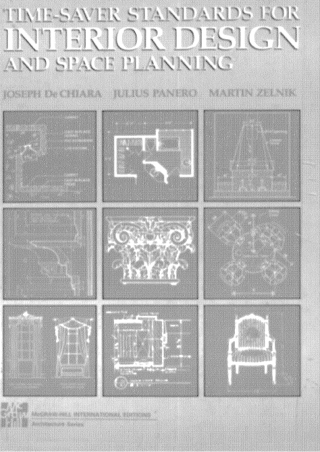 TIME-SAVER STANDARDS FOR
INTERIOR DESIGN
AND SPACE PLANNING
JOSEPH De CHIARA JULIUS PANERO MARTIN ZELNIK
McGRAW-HILL INTERNATIONAL EDITIONS
Architecture Series